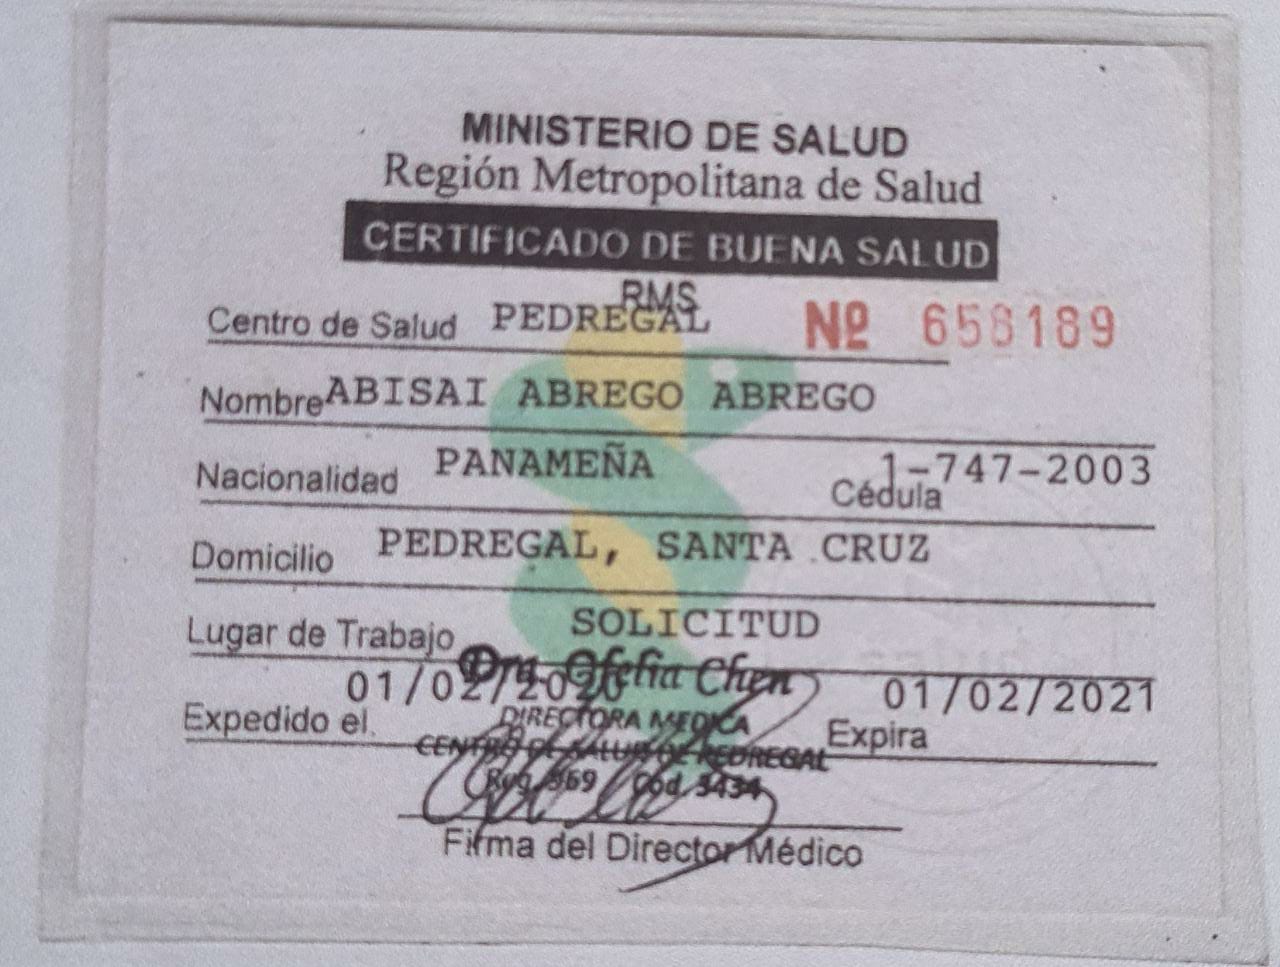 MINISTERIO DE SALUD
Región Metropolitana de Salud
CERTIFICADO DE BUENA SALUD
RMS
Centro de Salud PEDREGAL Nº 658189
Nombre ABISAI ABREGO ABREGO
Nacionalidad PANAMEÑA Cédula 1-747-2003
Domicilio PEDREGAL, SANTA CRUZ
Lugar de Trabajo SOLICITUD
Dra. Ofelia Chen
Expedido el 01/02/2020 Expira 01/02/2021
DIRECTORA MEDICA
CENTRO DE SALUD DE PEDREGAL
Cod. 3434
Firma del Director Médico